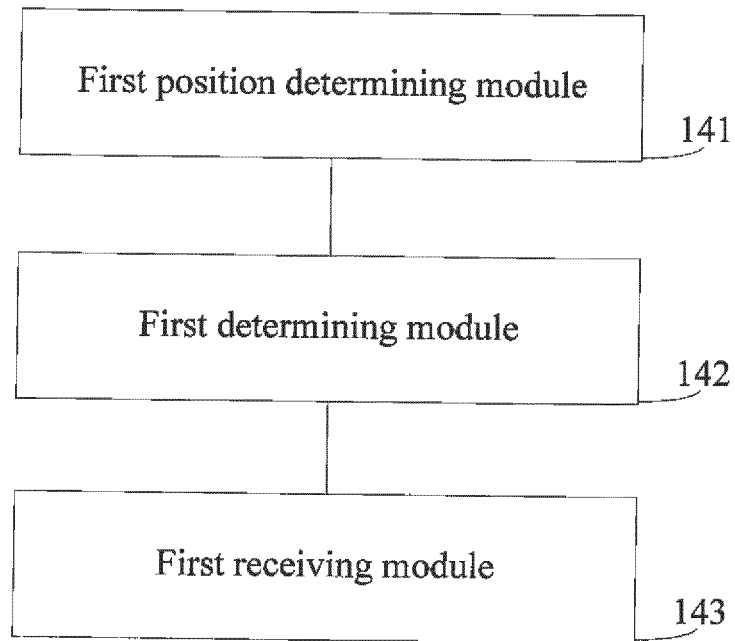 First position determining module
141
First determining module
142
First receiving module
143